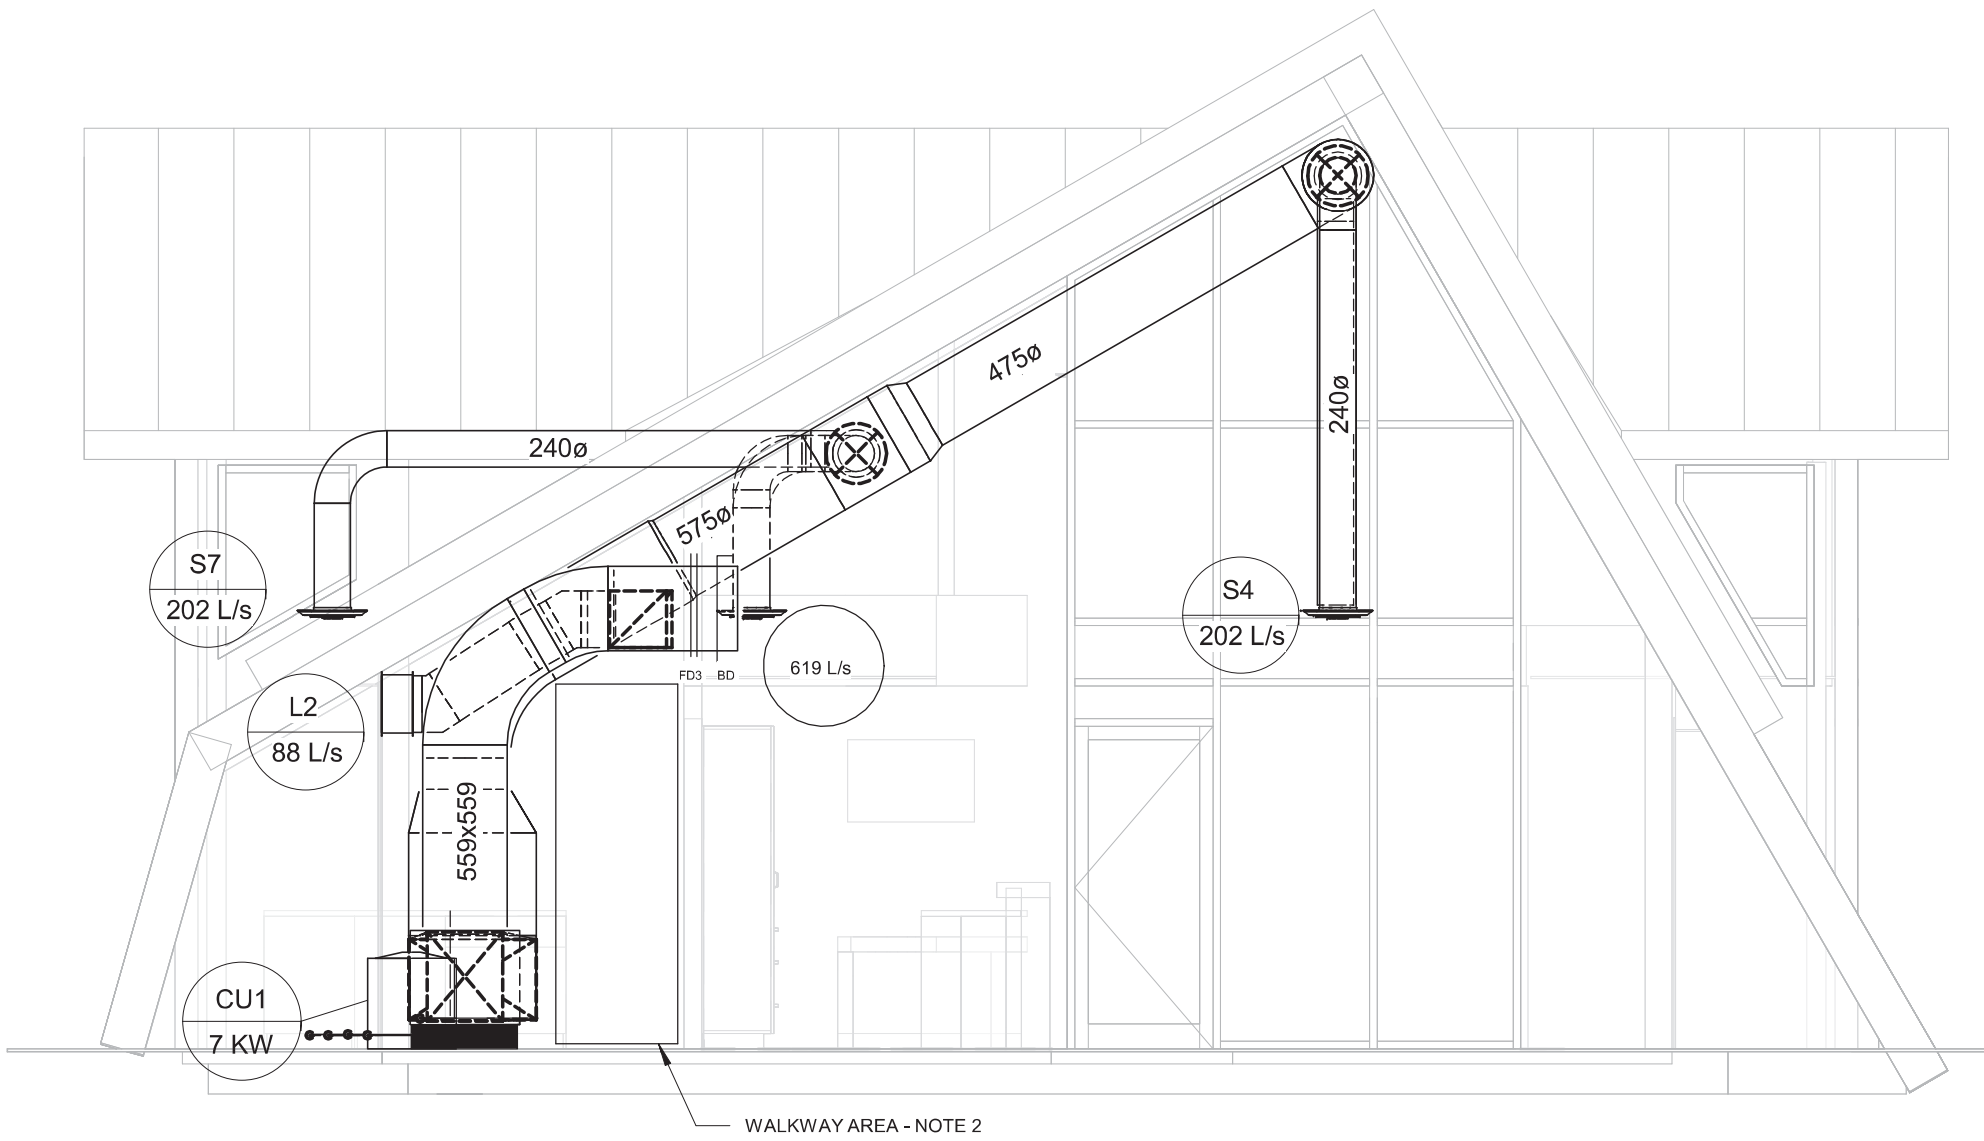 475ø
240ø
240ø
575ø
S7
202 L/s
S4
202 L/s
619 L/s
FD3
BD
L2
88 L/s
559x559
CU1
7 KW
WALKWAY AREA - NOTE 2